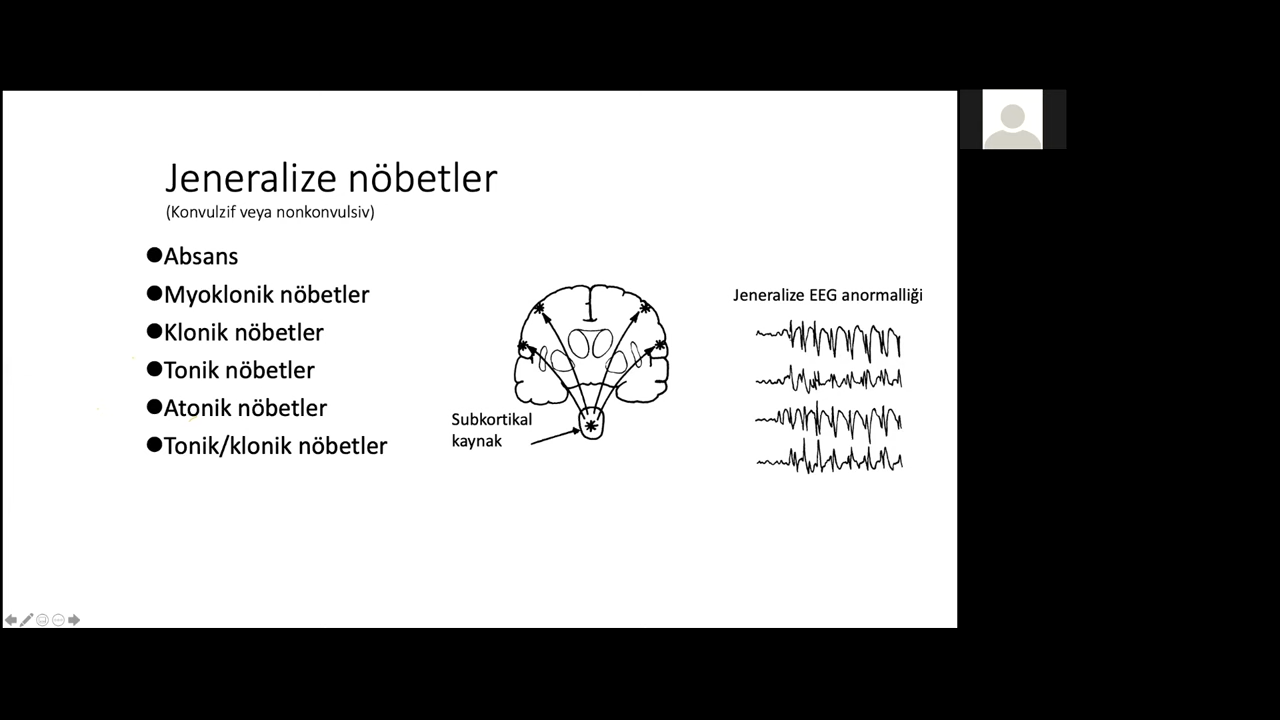 Jeneralize nöbetler
(Konvulzif veya nonkonvulsiv)
●Absans
●Myoklonik nöbetler
●Klonik nöbetler
●Tonik nöbetler
●Atonik nöbetler
●Tonik/klonik nöbetler
Subkortikal
kaynak
Jeneralize EEG anormalliği